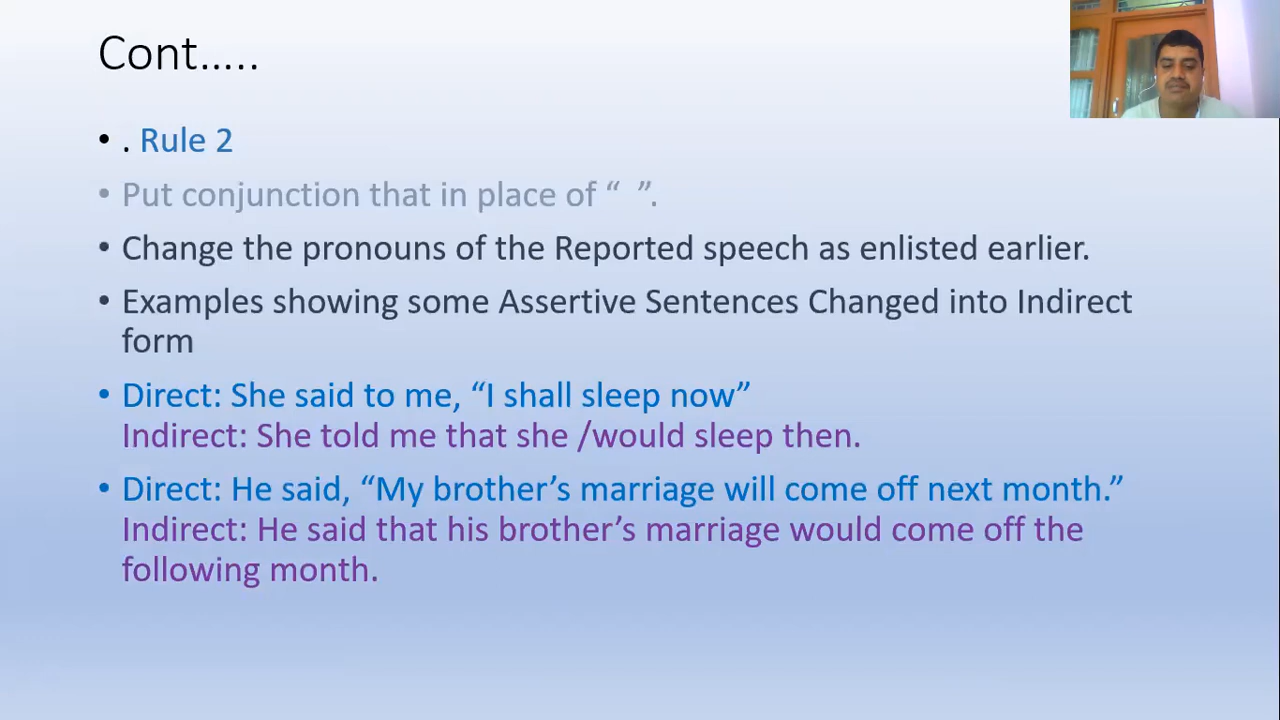 Cont…..
• . Rule 2
• Put conjunction that in place of “  ”.
• Change the pronouns of the Reported speech as enlisted earlier.
• Examples showing some Assertive Sentences Changed into Indirect
form
• Direct: She said to me, “I shall sleep now”
Indirect: She told me that she /would sleep then.
• Direct: He said, “My brother’s marriage will come off next month.”
Indirect: He said that his brother’s marriage would come off the
following month.